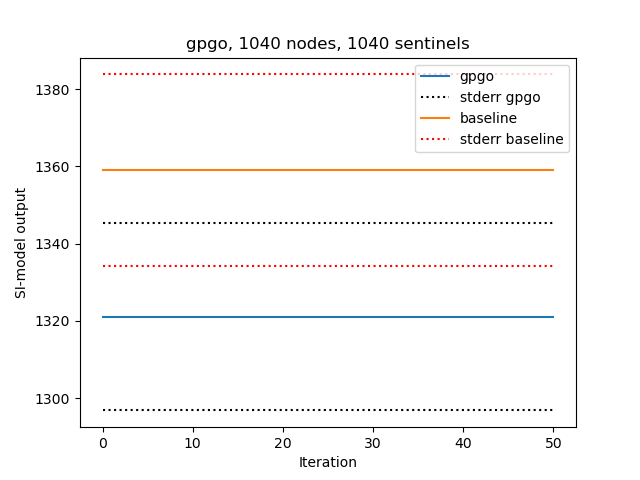 gpgo, 1040 nodes, 1040 sentinels
gpgo
stderr gpgo
baseline
stderr baseline
SI-model output
1380
1360
1340
1320
1300
0 10 20 30 40 50
Iteration